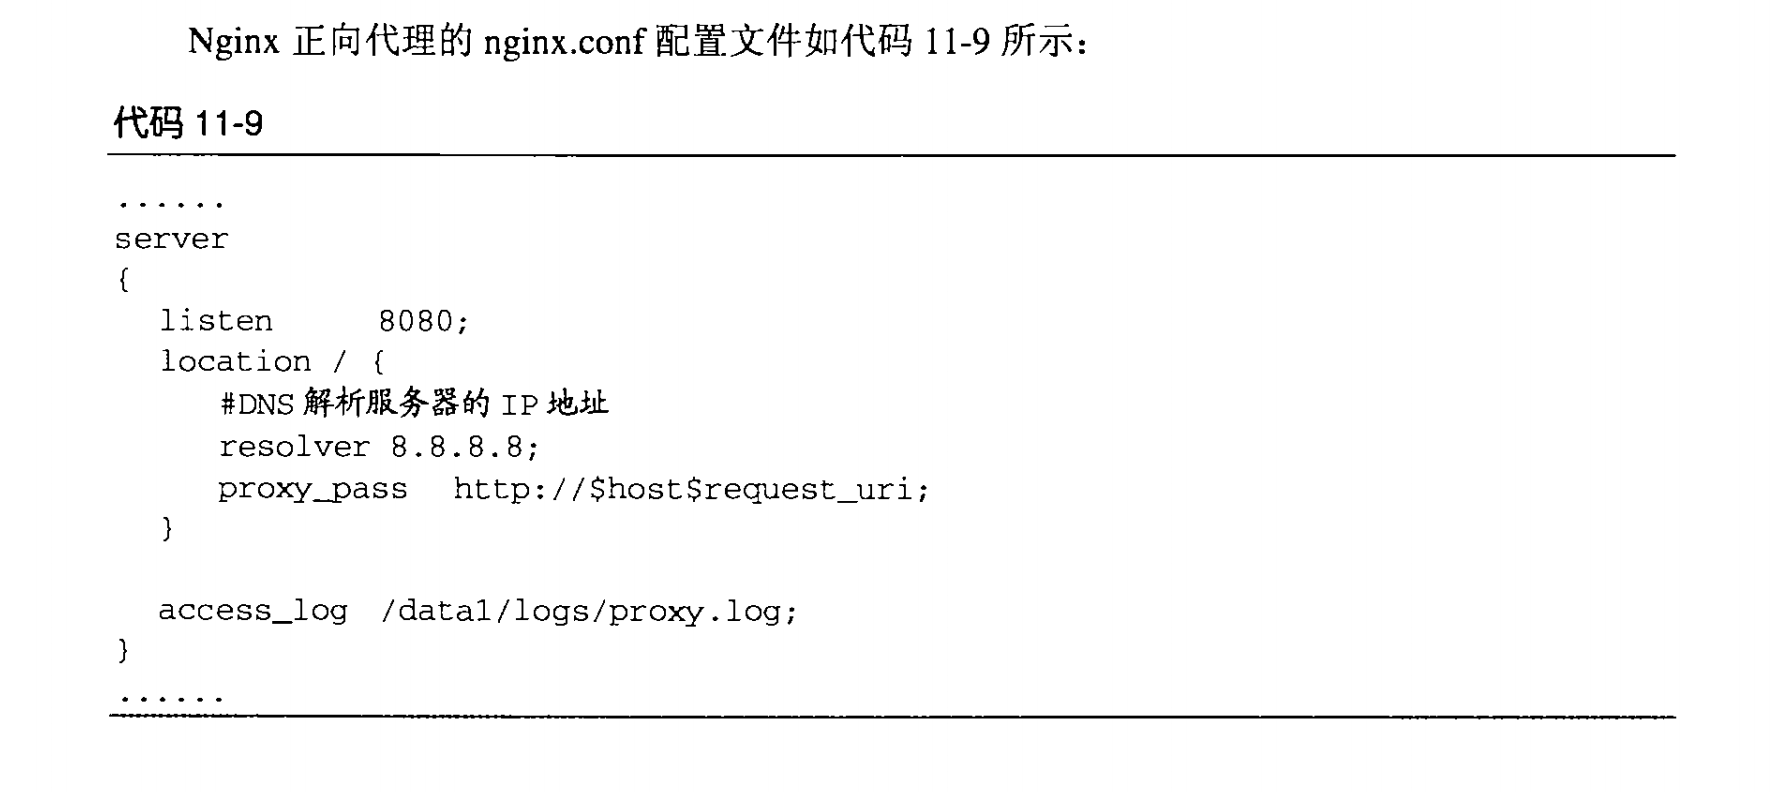 Nginx 正向代理的 nginx.conf 配置文件如代码 11-9 所示：
代码 11-9
......
server
{
listen 8080;
location / {
#DNS 解析服务器的 IP 地址
resolver 8.8.8.8;
proxy_pass http://$host$request_uri;
}
access_log /data1/logs/proxy.log;
}
......